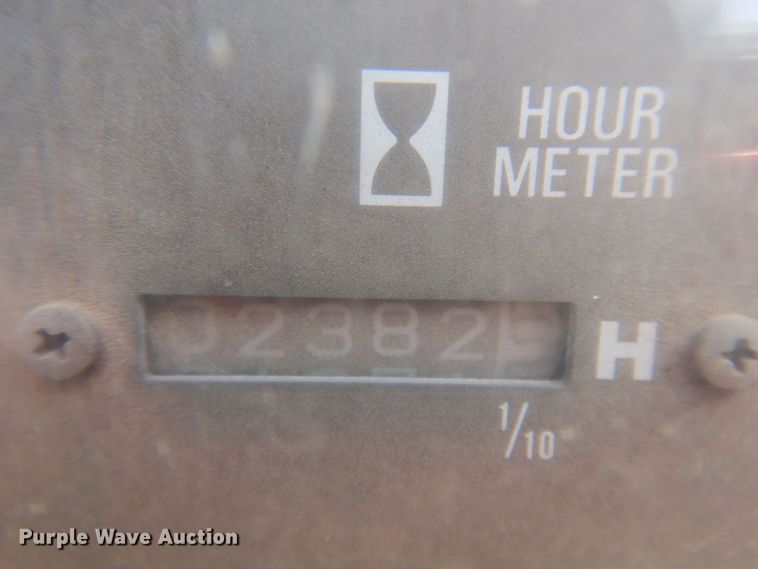 HOUR
METER
02382
H
1/10
Purple Wave Auction